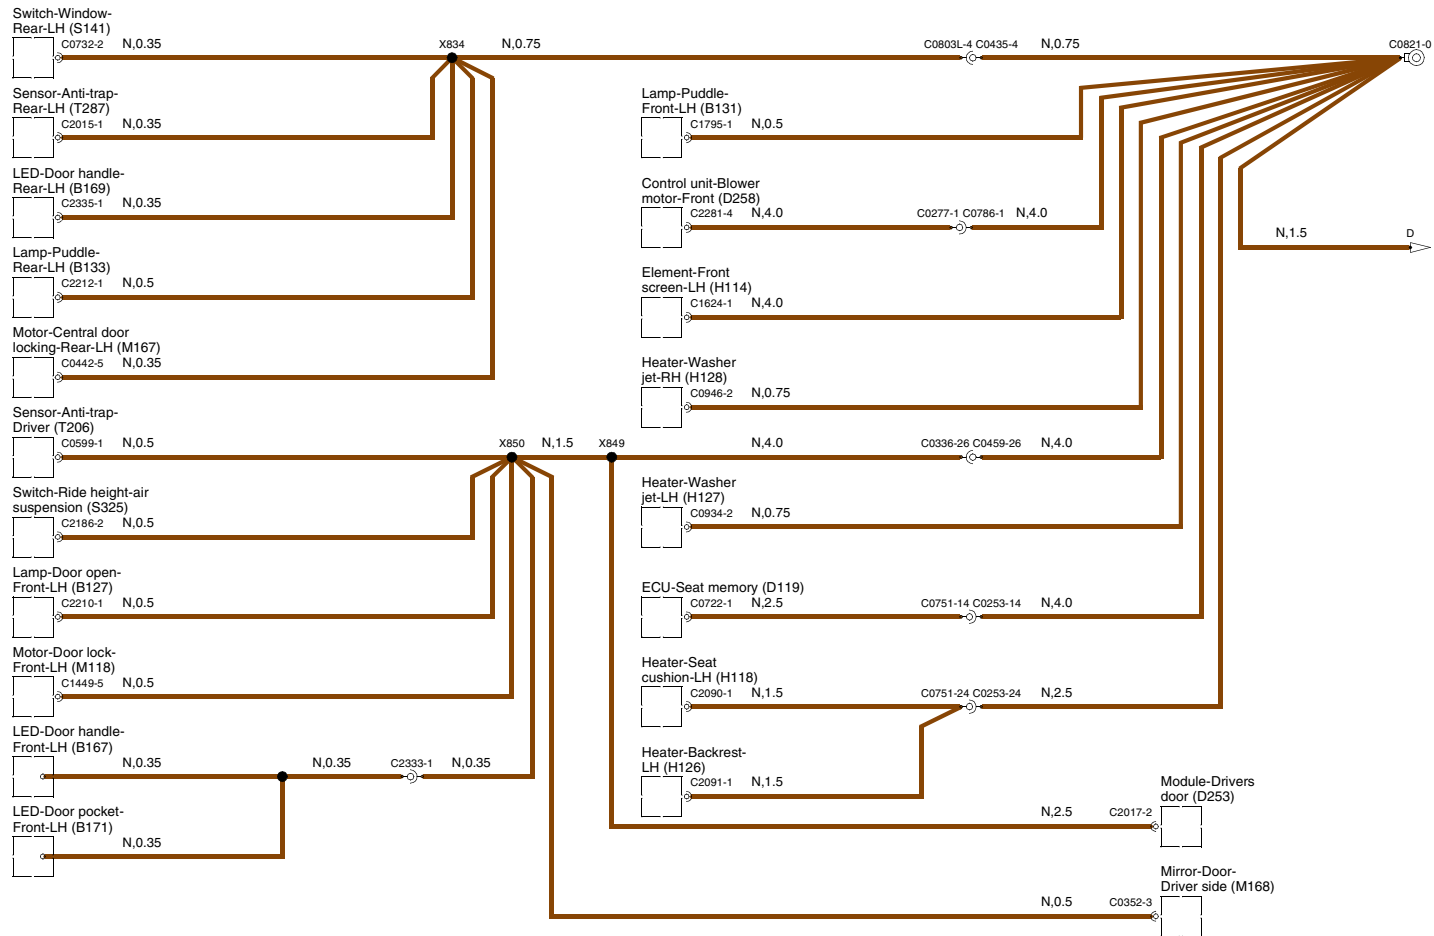 Switch-Window-
Rear-LH (S141)
C0732-2 N,0.35
X834
N,0.75
C0803L-4 C0435-4 N,0.75
C0821-0
Sensor-Anti-trap-
Rear-LH (T287)
C2015-1 N,0.35
LED-Door handle-
Rear-LH (B169)
C2335-1 N,0.35
Lamp-Puddle-
Rear-LH (B133)
C2212-1 N,0.5
Motor-Central door
locking-Rear-LH (M167)
C0442-5 N,0.35
Lamp-Puddle-
Front-LH (B131)
C1795-1 N,0.5
Control unit-Blower
motor-Front (D258)
C2281-4 N,4.0
C0277-1 C0786-1 N,4.0
N,1.5
D
Element-Front
screen-LH (H114)
C1624-1 N,4.0
Heater-Washer
jet-RH (H128)
C0946-2 N,0.75
Sensor-Anti-trap-
Driver (T206)
C0599-1 N,0.5
X850 N,1.5 X849
N,4.0
C0336-26 C0459-26 N,4.0
Switch-Ride height-air
suspension (S325)
C2186-2 N,0.5
Lamp-Door open-
Front-LH (B127)
C2210-1 N,0.5
Motor-Door lock-
Front-LH (M118)
C1449-5 N,0.5
LED-Door handle-
Front-LH (B167)
N,0.35
N,0.35
C2333-1 N,0.35
LED-Door pocket-
Front-LH (B171)
N,0.35
Heater-Washer
jet-LH (H127)
C0934-2 N,0.75
ECU-Seat memory (D119)
C0722-1 N,2.5
C0751-14 C0253-14 N,4.0
Heater-Seat
cushion-LH (H118)
C2090-1 N,1.5
C0751-24 C0253-24 N,2.5
Heater-Backrest-
LH (H126)
C2091-1 N,1.5
Module-Drivers
door (D253)
N,2.5 C2017-2
Mirror-Door-
Driver side (M168)
N,0.5 C0352-3